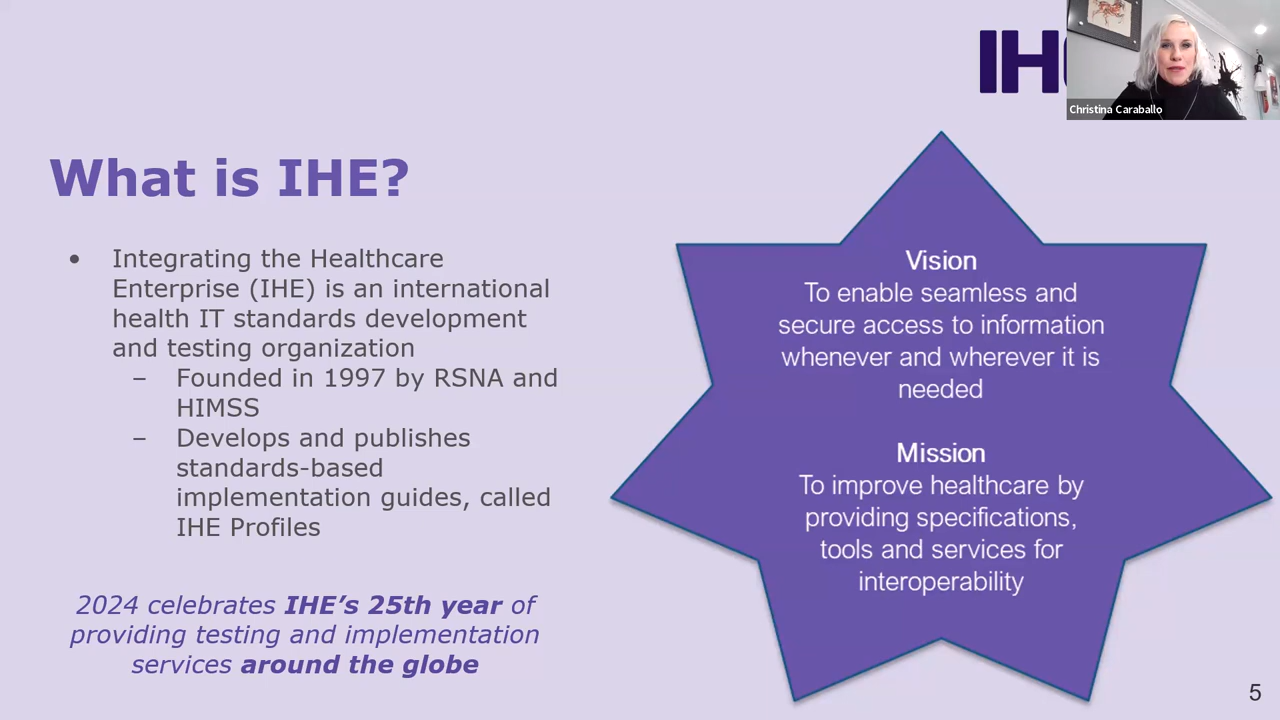 IH
Christina Caraballo
What is IHE?
• Integrating the Healthcare
Enterprise (IHE) is an international
health IT standards development
and testing organization
– Founded in 1997 by RSNA and
HIMSS
– Develops and publishes
standards-based
implementation guides, called
IHE Profiles
2024 celebrates IHE’s 25th year of
providing testing and implementation
services around the globe
Vision
To enable seamless and
secure access to information
whenever and wherever it is
needed
Mission
To improve healthcare by
providing specifications,
tools and services for
interoperability
5